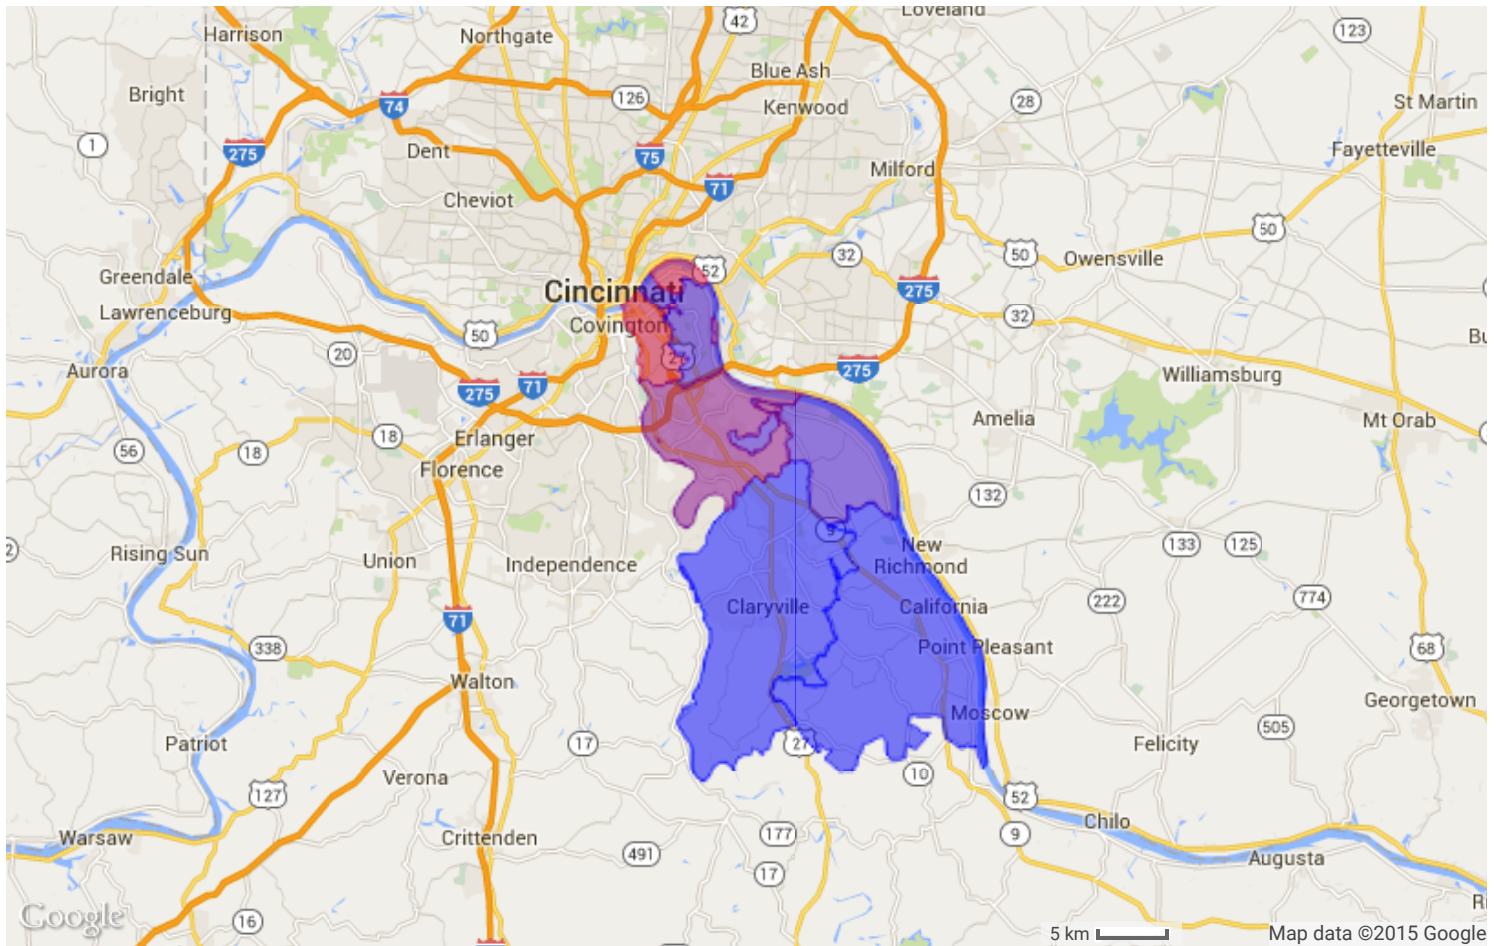 Loveland
42
123
Harrison
Northgate
Blue Ash
Bright
126
Kenwood
28
St Martin
74
1
275
Dent
75
Fayetteville
71
Milford
Cheviot
50
32
50
Owensville
52
Greendale
Cincinnati
275
Lawrenceburg
32
Covington
50
20
2
275
Aurora
275
71
Williamsburg
Amelia
Mt Orab
18
Erlanger
56
18
Florence
132
9
New
Richmond
133
125
Rising Sun
Union
Independence
Claryville
California
222
774
71
Point Pleasant
338
68
Walton
Georgetown
Moscow
505
Patriot
17
27
Felicity
10
Verona
127
52
Chilo
Warsaw
Crittenden
177
9
491
Augusta
17
Google
16
5 km
Map data ©2015 Google